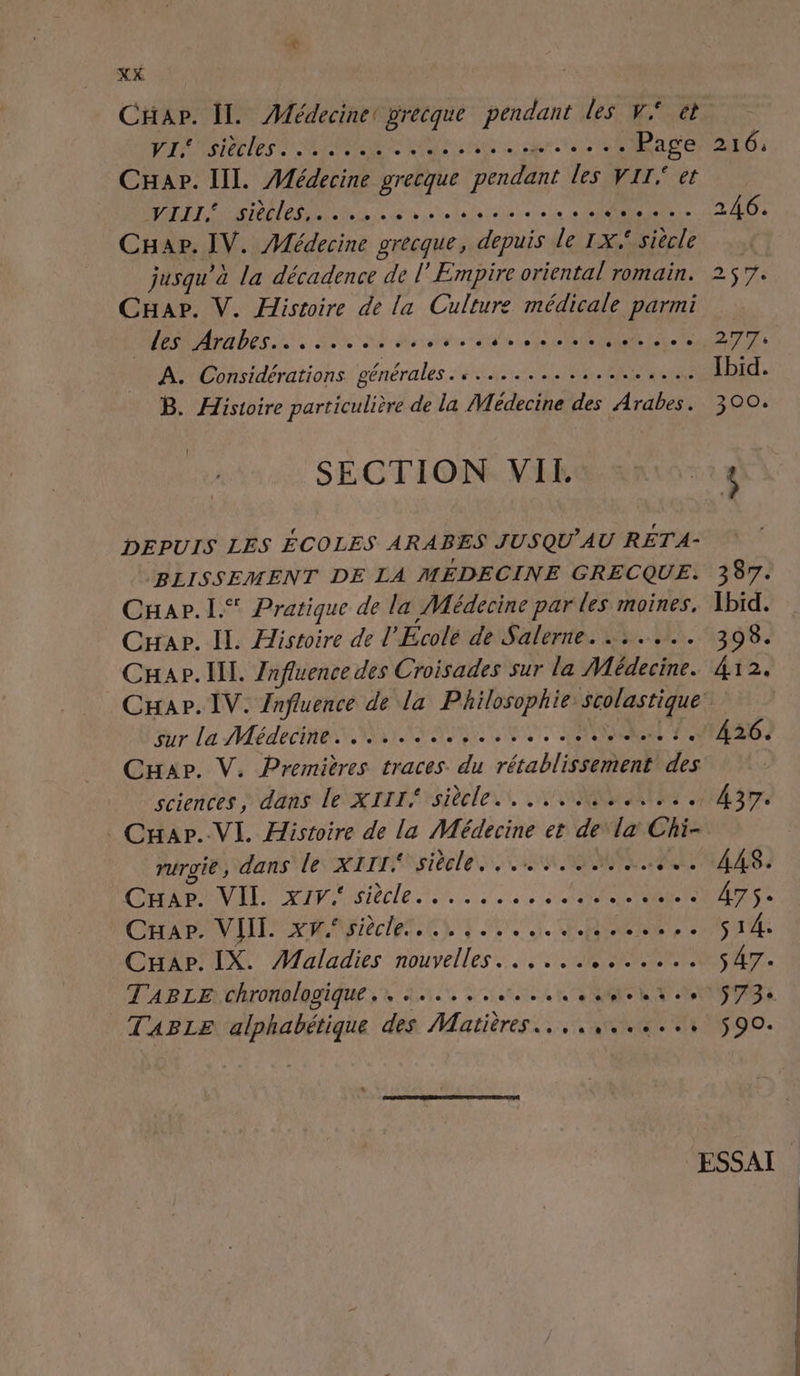 XX
CHAP. II. Médecine grecque pendant les V.e et
VI.e siècles.................................. Page 216.
CHAP. III. Médecine grecque pendant les VII.e et
VIII.e siècles................................ 246.
CHAP. IV. Médecine grecque, depuis le IX.e siècle
jusqu'à la décadence de l'Empire oriental romain. 257.
CHAP. V. Histoire de la Culture médicale parmi
les Arabes.................................... 277.
A. Considérations générales................... Ibid.
B. Histoire particulière de la Médecine des Arabes. 300.
SECTION VII.
DEPUIS LES ÉCOLES ARABES JUSQU'AU RÉTA-
BLISSEMENT DE LA MÉDECINE GRECQUE. 387.
CHAP. I.er Pratique de la Médecine par les moines. Ibid.
CHAP. II. Histoire de l'École de Salerne....... 398.
CHAP. III. Influence des Croisades sur la Médecine. 412.
CHAP. IV. Influence de la Philosophie scolastique
sur la Médecine............................... 426.
CHAP. V. Premières traces du rétablissement des
sciences, dans le XIII.e siècle............... 437.
CHAP. VI. Histoire de la Médecine et de la Chi-
rurgie, dans le XIII.e siècle................. 448.
CHAP. VII. XIV.e siècle....................... 475.
CHAP. VIII. XV.e siècle....................... 514.
CHAP. IX. Maladies nouvelles.................. 547.
TABLE chronologique........................... 573.
TABLE alphabétique des Matières............... 590.
ESSAI